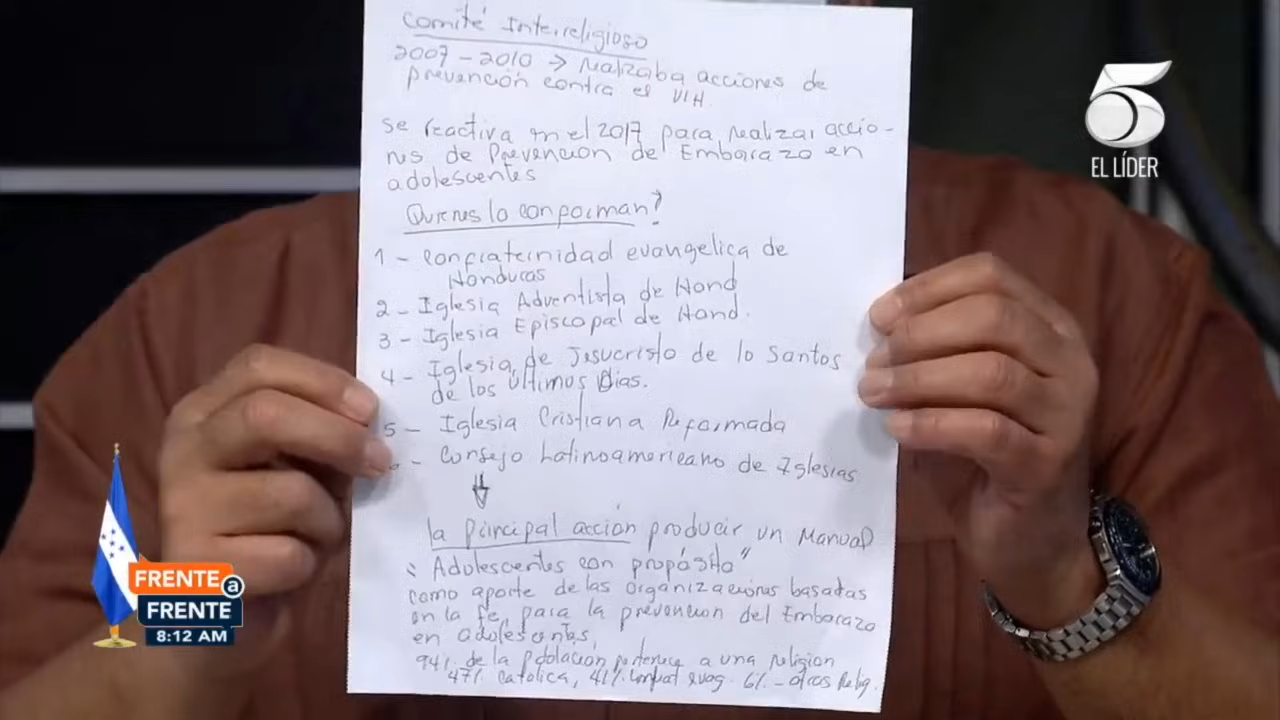 Comité Interreligioso
2007 - 2010 → realizaba acciones de
prevención contra el VIH.
se reactiva en el 2017 para realizar accio-
nes de Prevención de Embarazo en
adolescentes
Quienes lo conforman?
1 - Confraternidad evangelica de
Honduras
2 - Iglesia Adventista de Hond
3 - Iglesia Episcopal de Hond.
4 - Iglesia de Jesucristo de lo Santos
de los Ultimos Dias.
5 - Iglesia Cristiana Reformada
- Consejo Latinoamericano de Iglesias
la principal acción producir un Manual
"Adolescentes con propósito"
como aporte de las organizaciones basadas
en la fe, para la prevencion del Embarazo
en adolescentes,
94% de la Población pertenece a una religion
47% catolica, 41% evag. 6% - otras Relig.
5
EL LÍDER
FRENTE a
FRENTE
8:12 AM